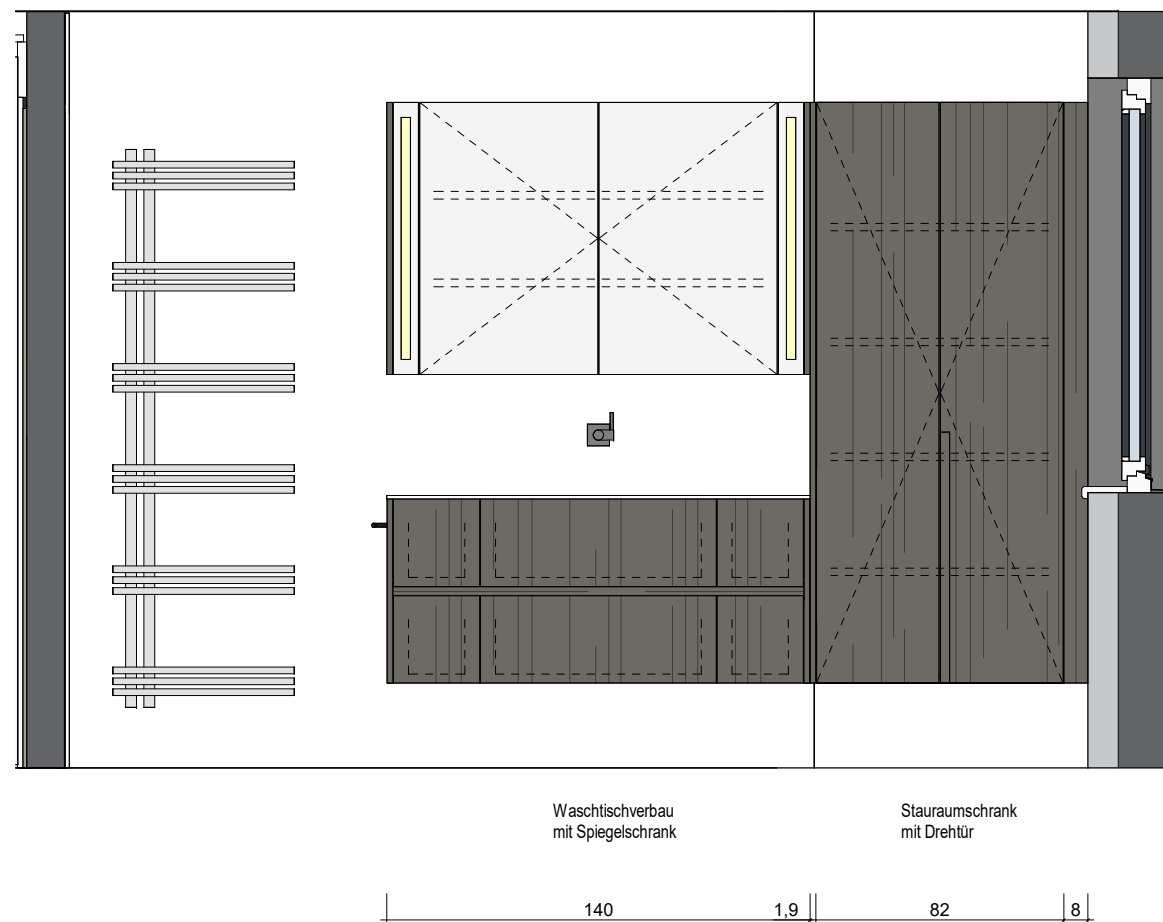 Waschtischverbau
mit Spiegelschrank
Stauraumschrank
mit Drehtür
140 1,9 82 8